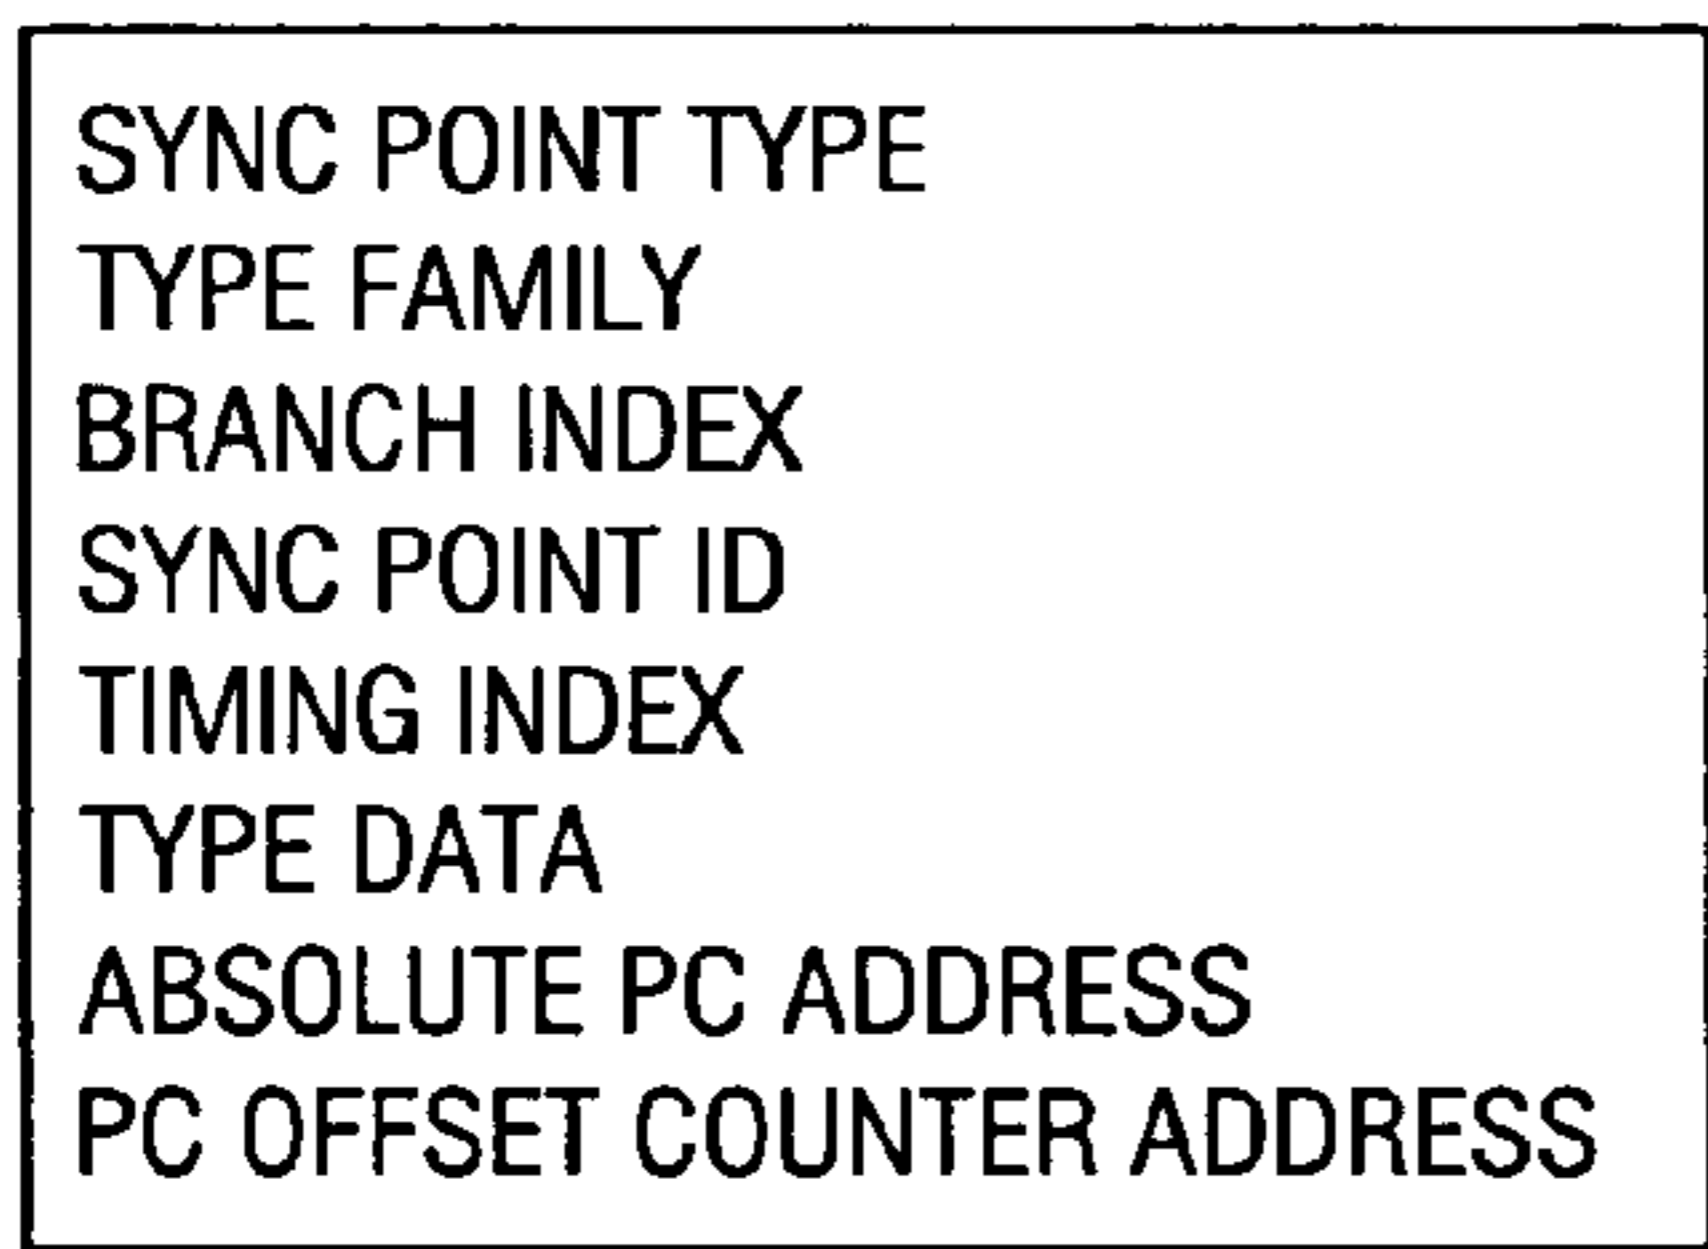 SYNC POINT TYPE
TYPE FAMILY
BRANCH INDEX
SYNC POINT ID
TIMING INDEX
TYPE DATA
ABSOLUTE PC ADDRESS
PC OFFSET COUNTER ADDRESS